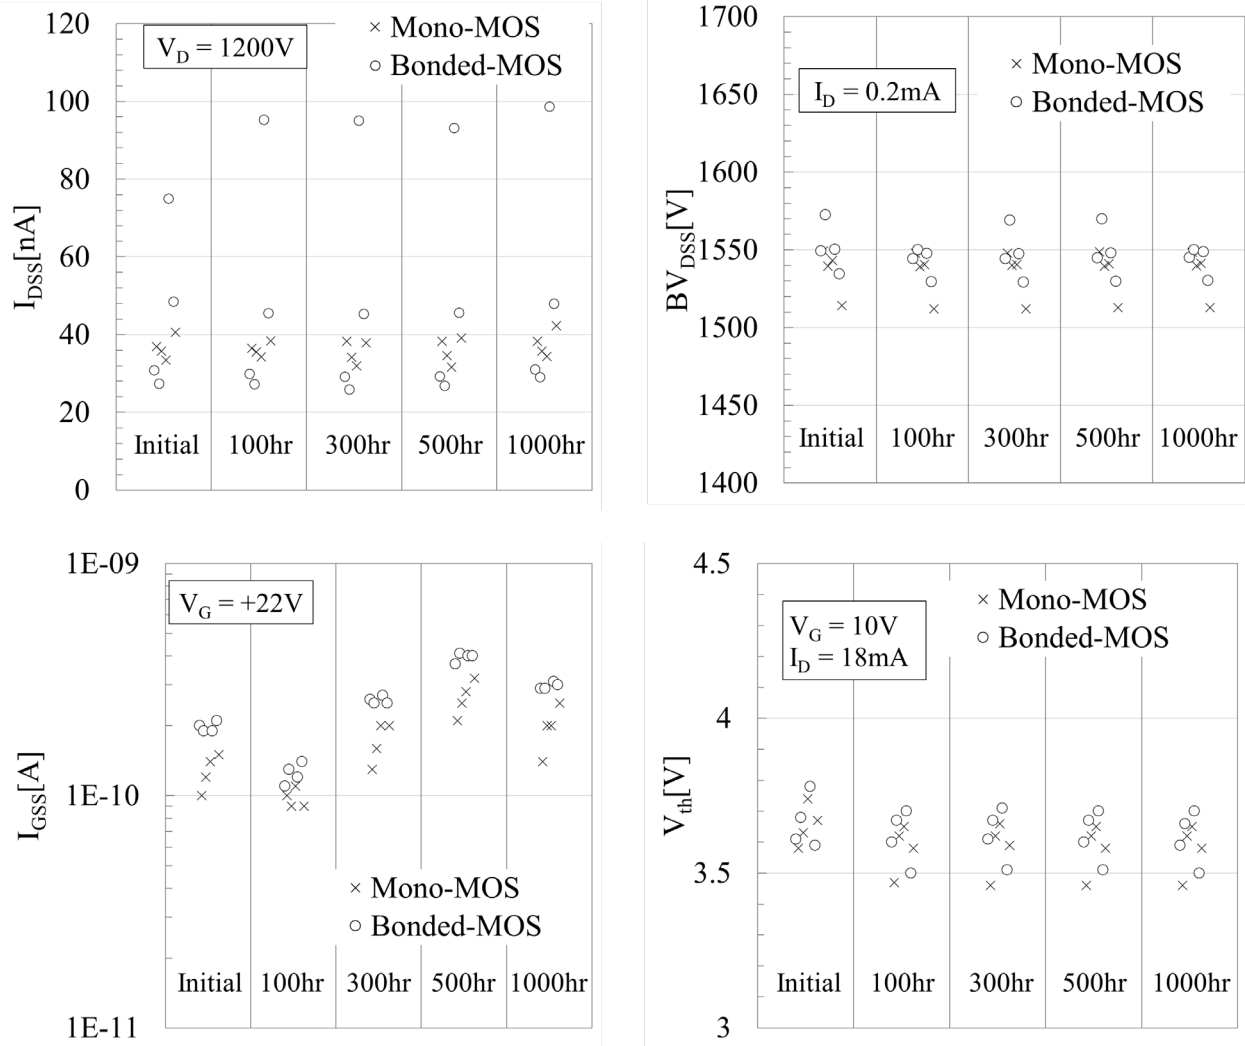 120
100
80
60
40
20
0
I_DSS[nA]
V_D = 1200V
× Mono-MOS
○ Bonded-MOS
Initial 100hr 300hr 500hr 1000hr
1700
1650
1600
1550
1500
1450
1400
BV_DSS[V]
I_D = 0.2mA
× Mono-MOS
○ Bonded-MOS
Initial 100hr 300hr 500hr 1000hr
1E-09
1E-10
1E-11
I_GSS[A]
V_G = +22V
× Mono-MOS
○ Bonded-MOS
Initial 100hr 300hr 500hr 1000hr
4.5
4
3.5
3
V_th[V]
V_G = 10V
I_D = 18mA
× Mono-MOS
○ Bonded-MOS
Initial 100hr 300hr 500hr 1000hr